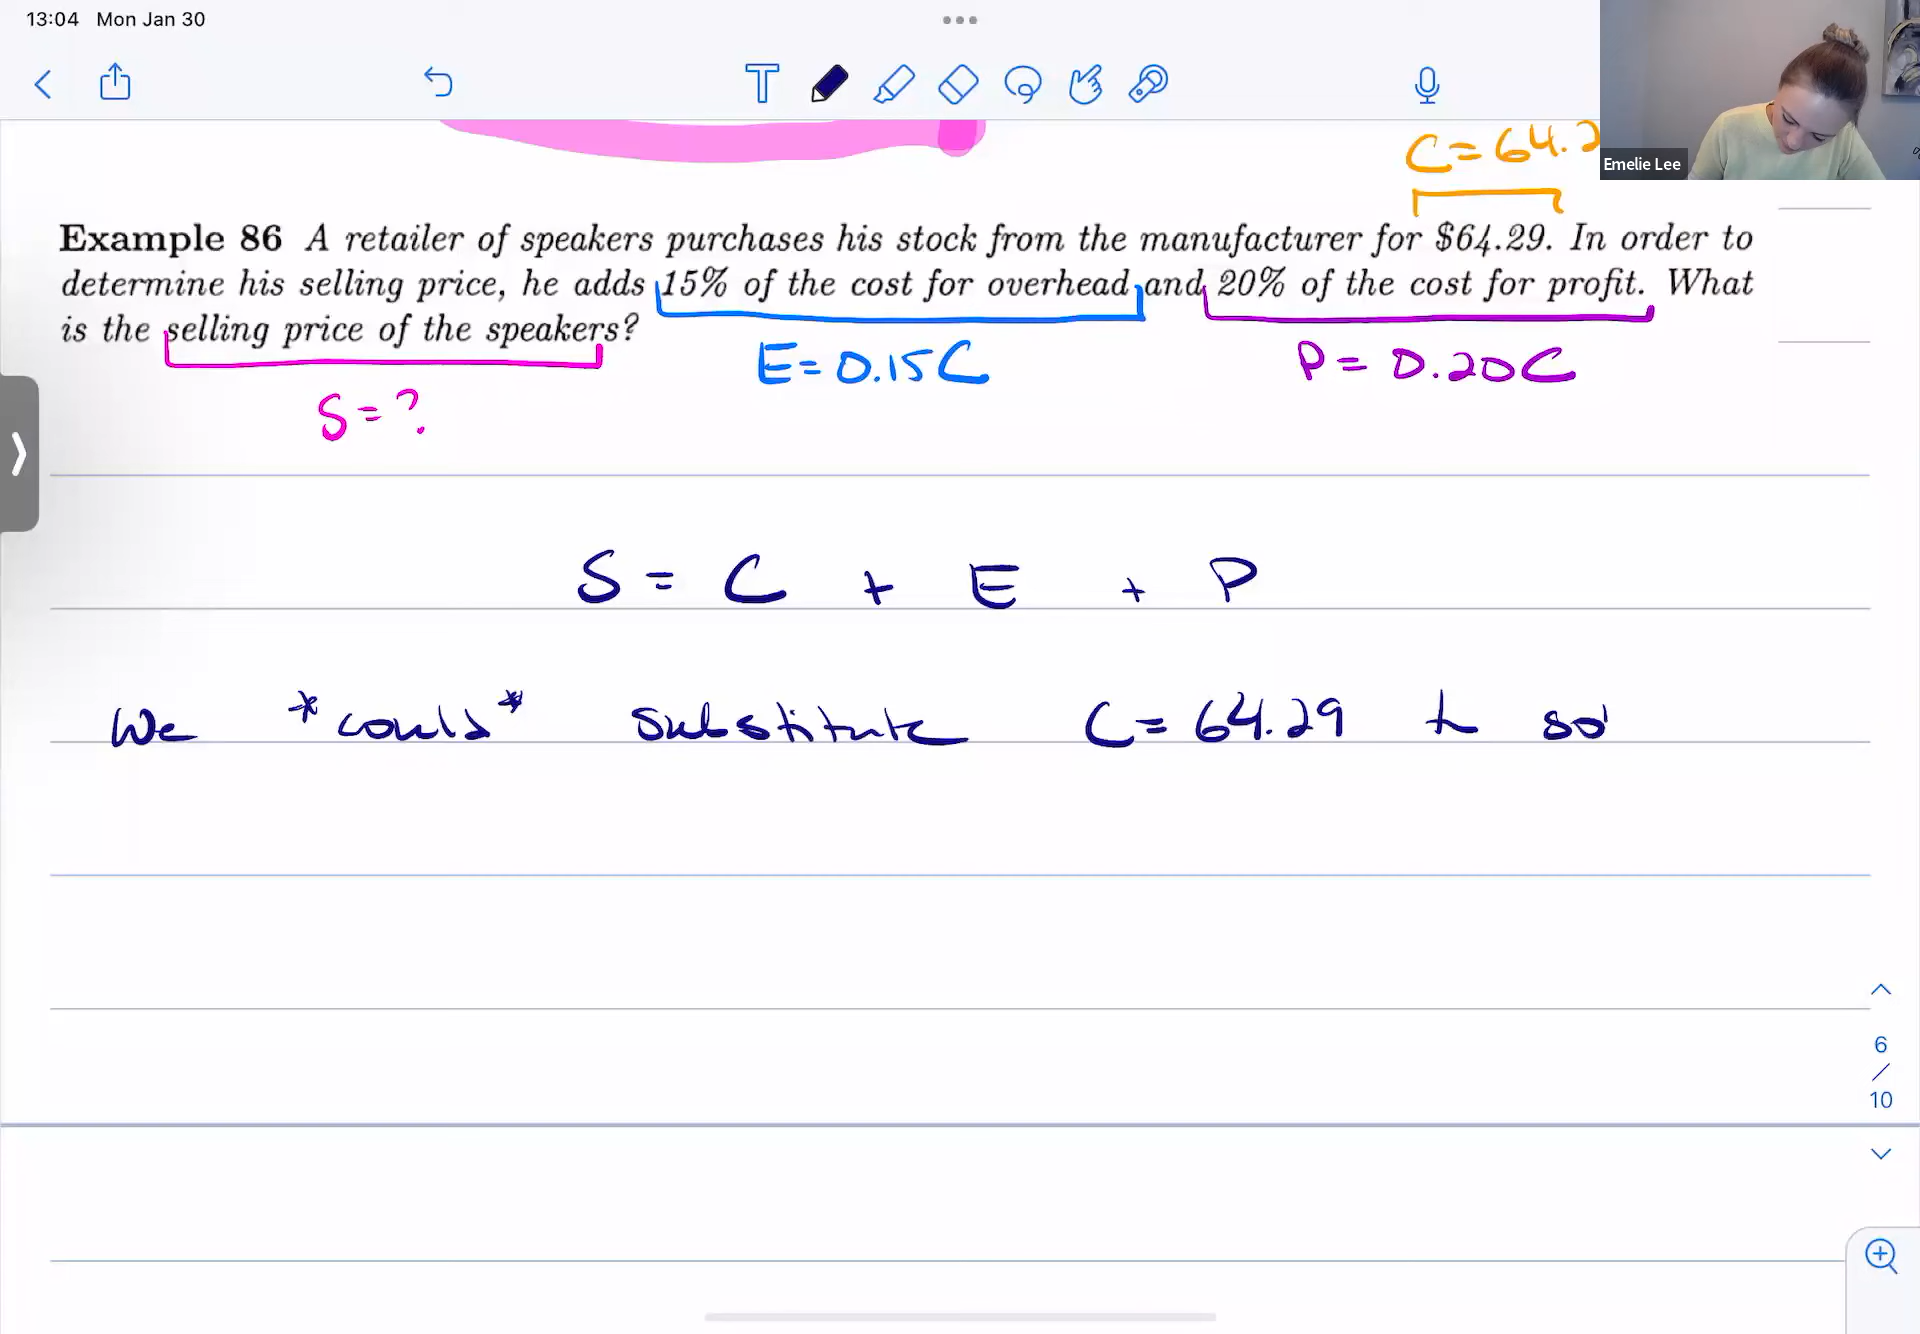 13:04 Mon Jan 30
C = 64.2
Emelie Lee
Example 86 A retailer of speakers purchases his stock from the manufacturer for $64.29. In order to
determine his selling price, he adds 15% of the cost for overhead and 20% of the cost for profit. What
is the selling price of the speakers?
E = 0.15C
P = 0.20C
S = ?
S = C + E + P
We *could* substitute C = 64.29 to sol
6
/
10